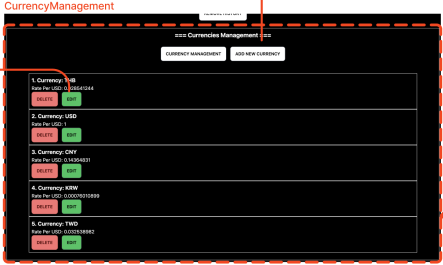 CurrencyManagement
=== Currencies Management ===
CURRENCY MANAGEMENT
ADD NEW CURRENCY
1. Currency: THB
Rate Per USD: 0.028541244
DELETE
EDIT
2. Currency: USD
Rate Per USD: 1
DELETE
EDIT
3. Currency: CNY
Rate Per USD: 0.14364831
DELETE
EDIT
4. Currency: KRW
Rate Per USD: 0.00076010899
DELETE
EDIT
5. Currency: TWD
Rate Per USD: 0.032538982
DELETE
EDIT